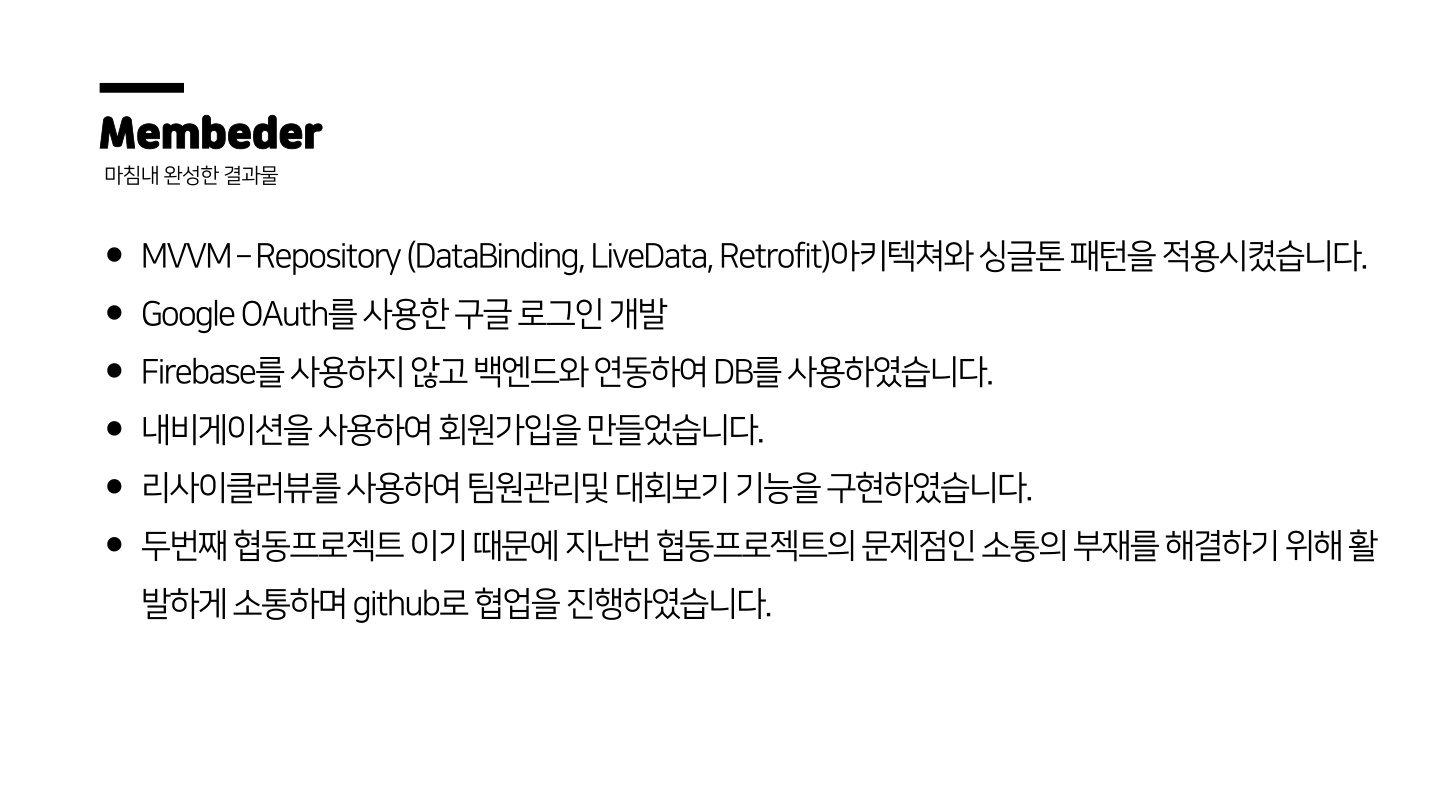 Membeder
마침내 완성한 결과물
• MVVM – Repository (DataBinding, LiveData, Retrofit)아키텍쳐와 싱글톤 패턴을 적용시켰습니다.
• Google OAuth를 사용한 구글 로그인 개발
• Firebase를 사용하지 않고 백엔드와 연동하여 DB를 사용하였습니다.
• 내비게이션을 사용하여 회원가입을 만들었습니다.
• 리사이클러뷰를 사용하여 팀원관리및 대회보기 기능을 구현하였습니다.
• 두번째 협동프로젝트 이기 때문에 지난번 협동프로젝트의 문제점인 소통의 부재를 해결하기 위해 활
발하게 소통하며 github로 협업을 진행하였습니다.